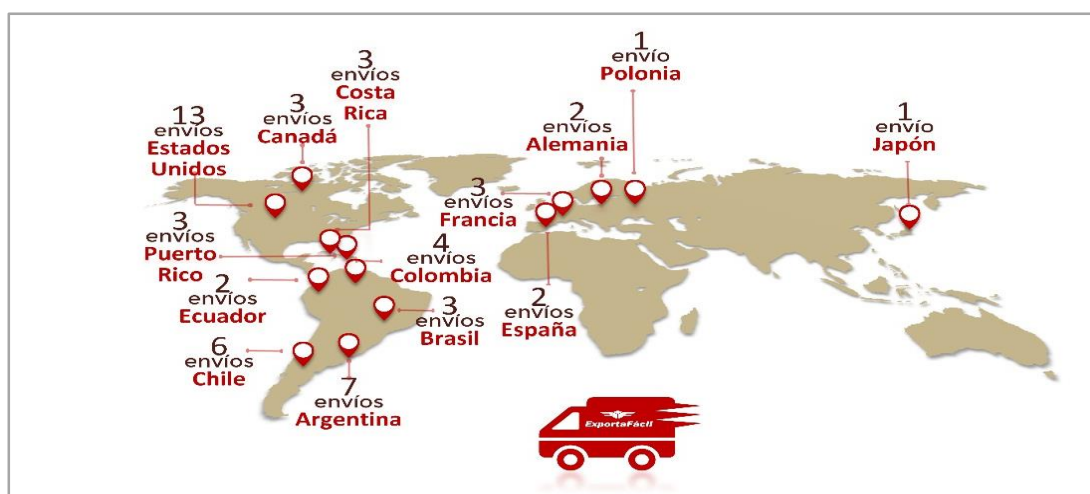 13
envíos
Estados
Unidos
3
envíos
Canadá
3
envíos
Costa
Rica
1
envío
Polonia
2
envíos
Alemania
1
envío
Japón
3
envíos
Francia
3
envíos
Puerto
Rico
4
envíos
Colombia
2
envíos
Ecuador
3
envíos
Brasil
2
envíos
España
6
envíos
Chile
7
envíos
Argentina
ExportaFácil